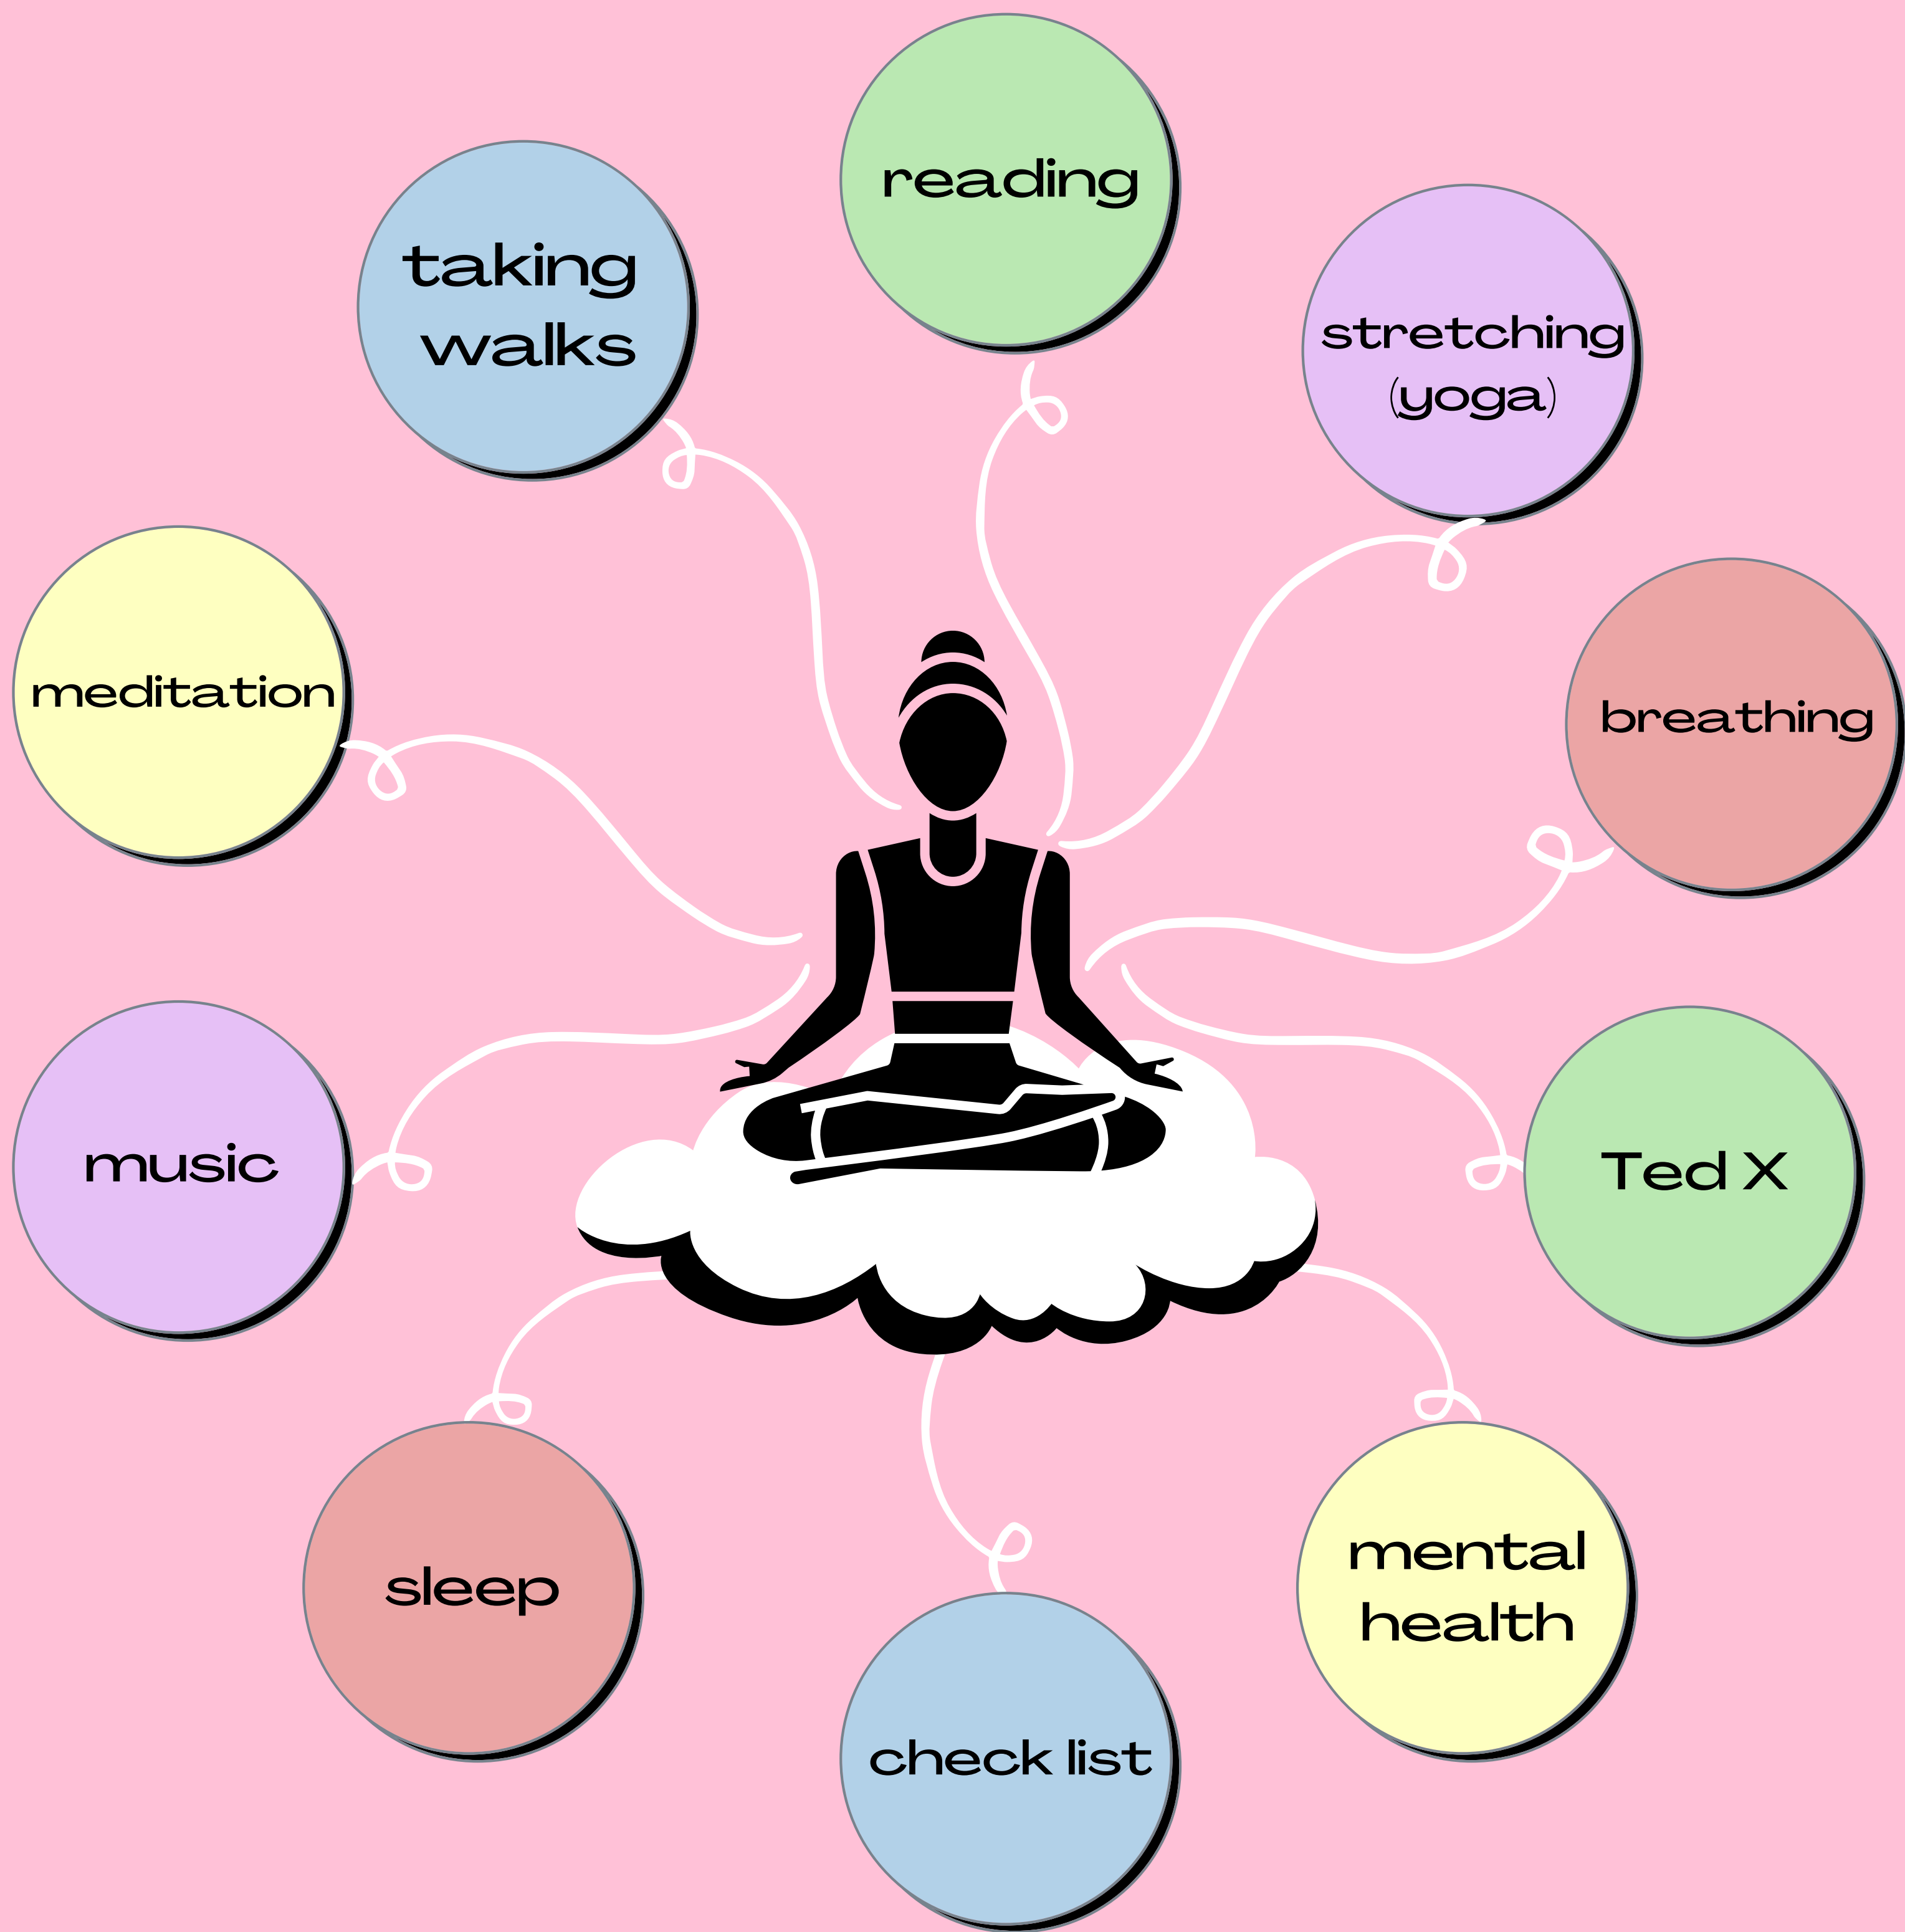 reading
taking
walks
stretching
(yoga)
meditation
breathing
music
Ted X
sleep
mental
health
check list